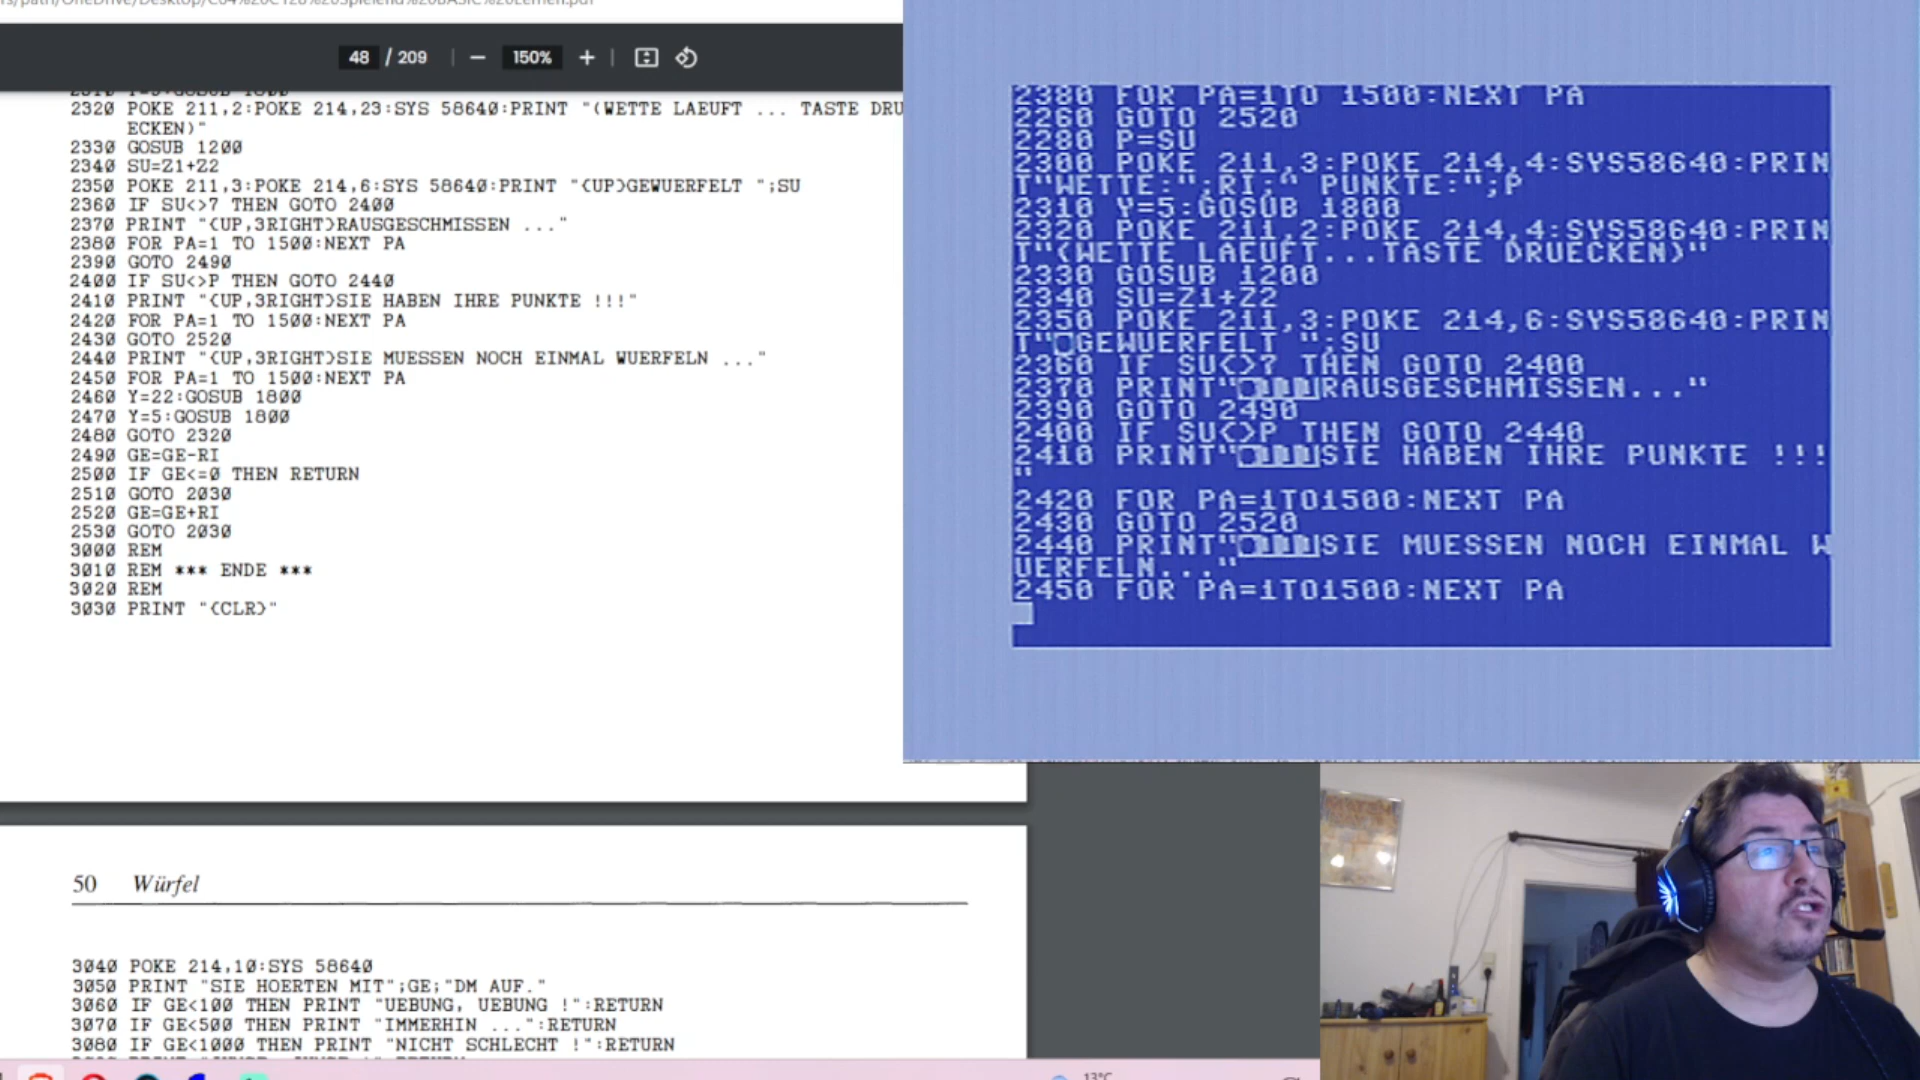 48 / 209
150%
2320 POKE 211,2:POKE 214,23:SYS 58640:PRINT "(WETTE LAEUFT ... TASTE DRU
ECKEN)"
2330 GOSUB 1200
2340 SU=Z1+Z2
2350 POKE 211,3:POKE 214,6:SYS 58640:PRINT "{UP}GEWUERFELT ";SU
2360 IF SU<>7 THEN GOTO 2400
2370 PRINT "{UP,3RIGHT}RAUSGESCHMISSEN ..."
2380 FOR PA=1 TO 1500:NEXT PA
2390 GOTO 2490
2400 IF SU<>P THEN GOTO 2440
2410 PRINT "{UP,3RIGHT}SIE HABEN IHRE PUNKTE !!!"
2420 FOR PA=1 TO 1500:NEXT PA
2430 GOTO 2520
2440 PRINT "{UP,3RIGHT}SIE MUESSEN NOCH EINMAL WUERFELN ..."
2450 FOR PA=1 TO 1500:NEXT PA
2460 Y=22:GOSUB 1800
2470 Y=5:GOSUB 1800
2480 GOTO 2320
2490 GE=GE-RI
2500 IF GE<=0 THEN RETURN
2510 GOTO 2030
2520 GE=GE+RI
2530 GOTO 2030
3000 REM
3010 REM *** ENDE ***
3020 REM
3030 PRINT "{CLR}"
50 Würfel
3040 POKE 214,10:SYS 58640
3050 PRINT "SIE HOERTEN MIT";GE;"DM AUF."
3060 IF GE<100 THEN PRINT "UEBUNG, UEBUNG !":RETURN
3070 IF GE<500 THEN PRINT "IMMERHIN ...":RETURN
3080 IF GE<1000 THEN PRINT "NICHT SCHLECHT !":RETURN
2380 FOR PA=1TO 1500:NEXT PA
2260 GOTO 2520
2280 P=SU
2300 POKE 211,3:POKE 214,4:SYS58640:PRIN
T"WETTE:";RI;" PUNKTE:";P
2310 Y=5:GOSUB 1800
2320 POKE 211,2:POKE 214,4:SYS58640:PRIN
T"(WETTE LAEUFT...TASTE DRUECKEN)"
2330 GOSUB 1200
2340 SU=Z1+Z2
2350 POKE 211,3:POKE 214,6:SYS58640:PRIN
T"GEWUERFELT ";SU
2360 IF SU<>7 THEN GOTO 2400
2370 PRINT"RAUSGESCHMISSEN..."
2390 GOTO 2490
2400 IF SU<>P THEN GOTO 2440
2410 PRINT"SIE HABEN IHRE PUNKTE !!!
"
2420 FOR PA=1TO1500:NEXT PA
2430 GOTO 2520
2440 PRINT"SIE MUESSEN NOCH EINMAL W
UERFELN..."
2450 FOR PA=1TO1500:NEXT PA
13°C